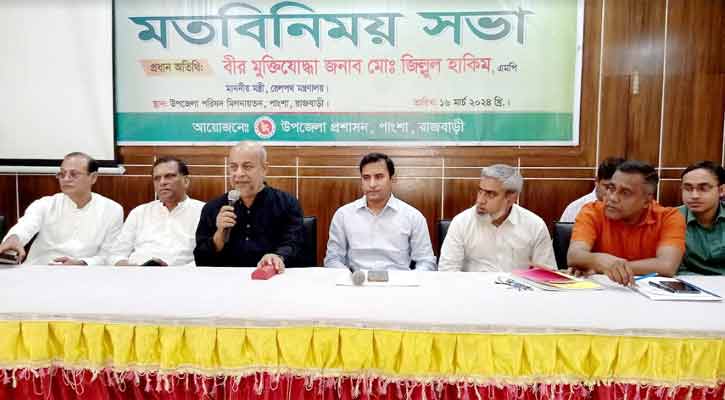 মতবিনিময় সভা
প্রধান অতিথি: বীর মুক্তিযোদ্ধা জনাব মোঃ জিল্লুল হাকিম, এমপি
মাননীয় মন্ত্রী, রেলপথ মন্ত্রণালয়।
স্থান: উপজেলা পরিষদ মিলনায়তন, পাংশা, রাজবাড়ী। তারিখ: ১৬ মার্চ ২০২৪ খ্রি.।
আয়োজনেঃ উপজেলা প্রশাসন, পাংশা, রাজবাড়ী